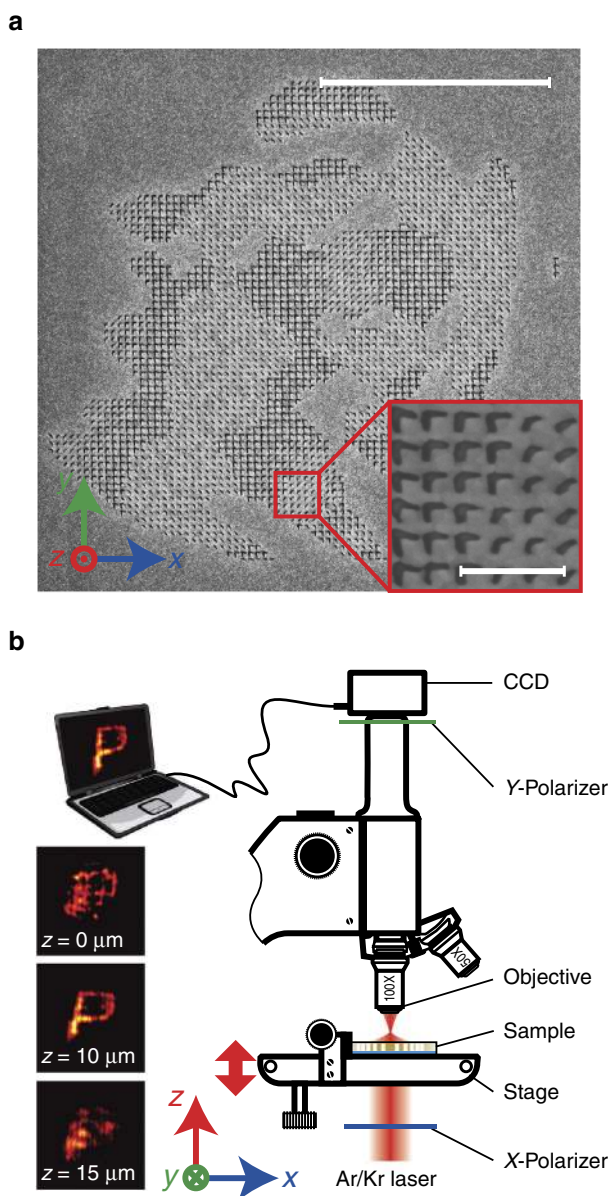 a
y
z
x
b
P
CCD
Y-Polarizer
z = 0 μm
50X
100X
Objective
z = 10 μm
P
Sample
Stage
z = 15 μm
z
y
x
X-Polarizer
Ar/Kr laser